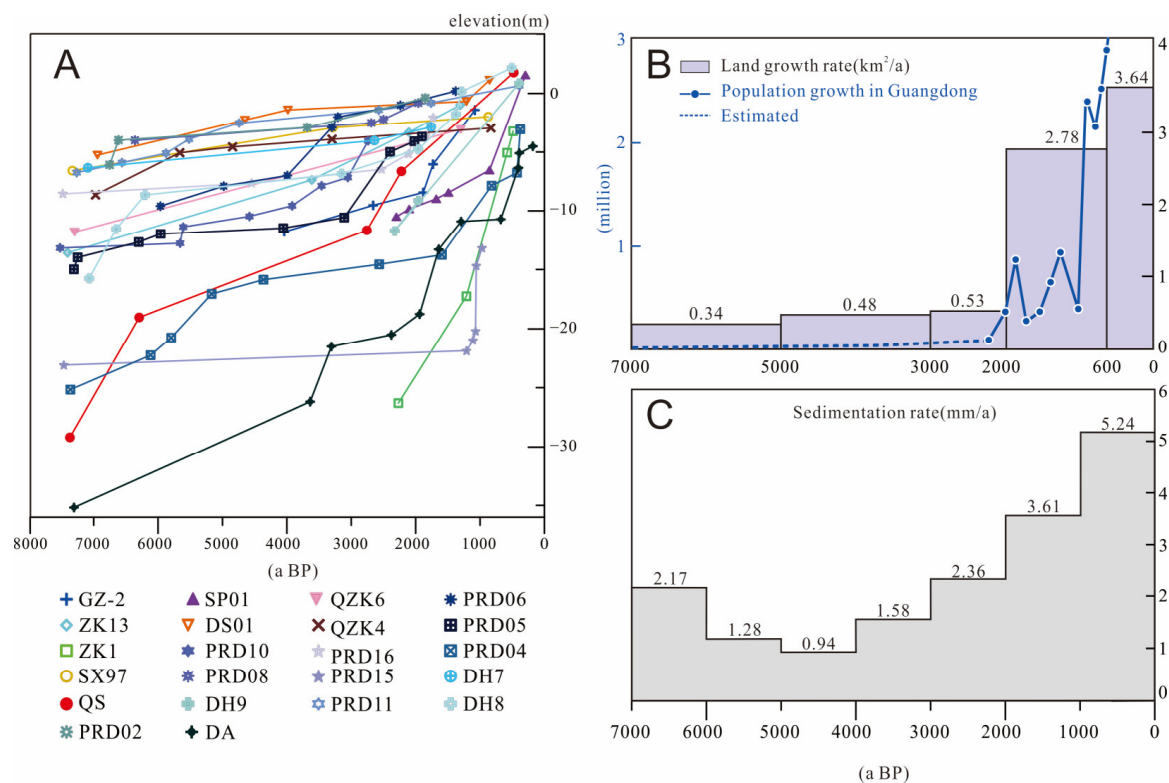 elevation(m)
A
0
−10
−20
−30
8000 7000 6000 5000 4000 3000 2000 1000 0
(a BP)
GZ-2 SP01 QZK6 PRD06
ZK13 DS01 QZK4 PRD05
ZK1 PRD10 PRD16 PRD04
SX97 PRD08 PRD15 DH7
QS DH9 PRD11 DH8
PRD02 DA
B
Land growth rate(km²/a)
Population growth in Guangdong
Estimated
(million)
3
2
1
4
3
2
1
0
0.34
0.48
0.53
2.78
3.64
7000 5000 3000 2000 600 0
C
Sedimentation rate(mm/a)
6
5
4
3
2
1
0
2.17
1.28
0.94
1.58
2.36
3.61
5.24
7000 6000 5000 4000 3000 2000 1000 0
(a BP)